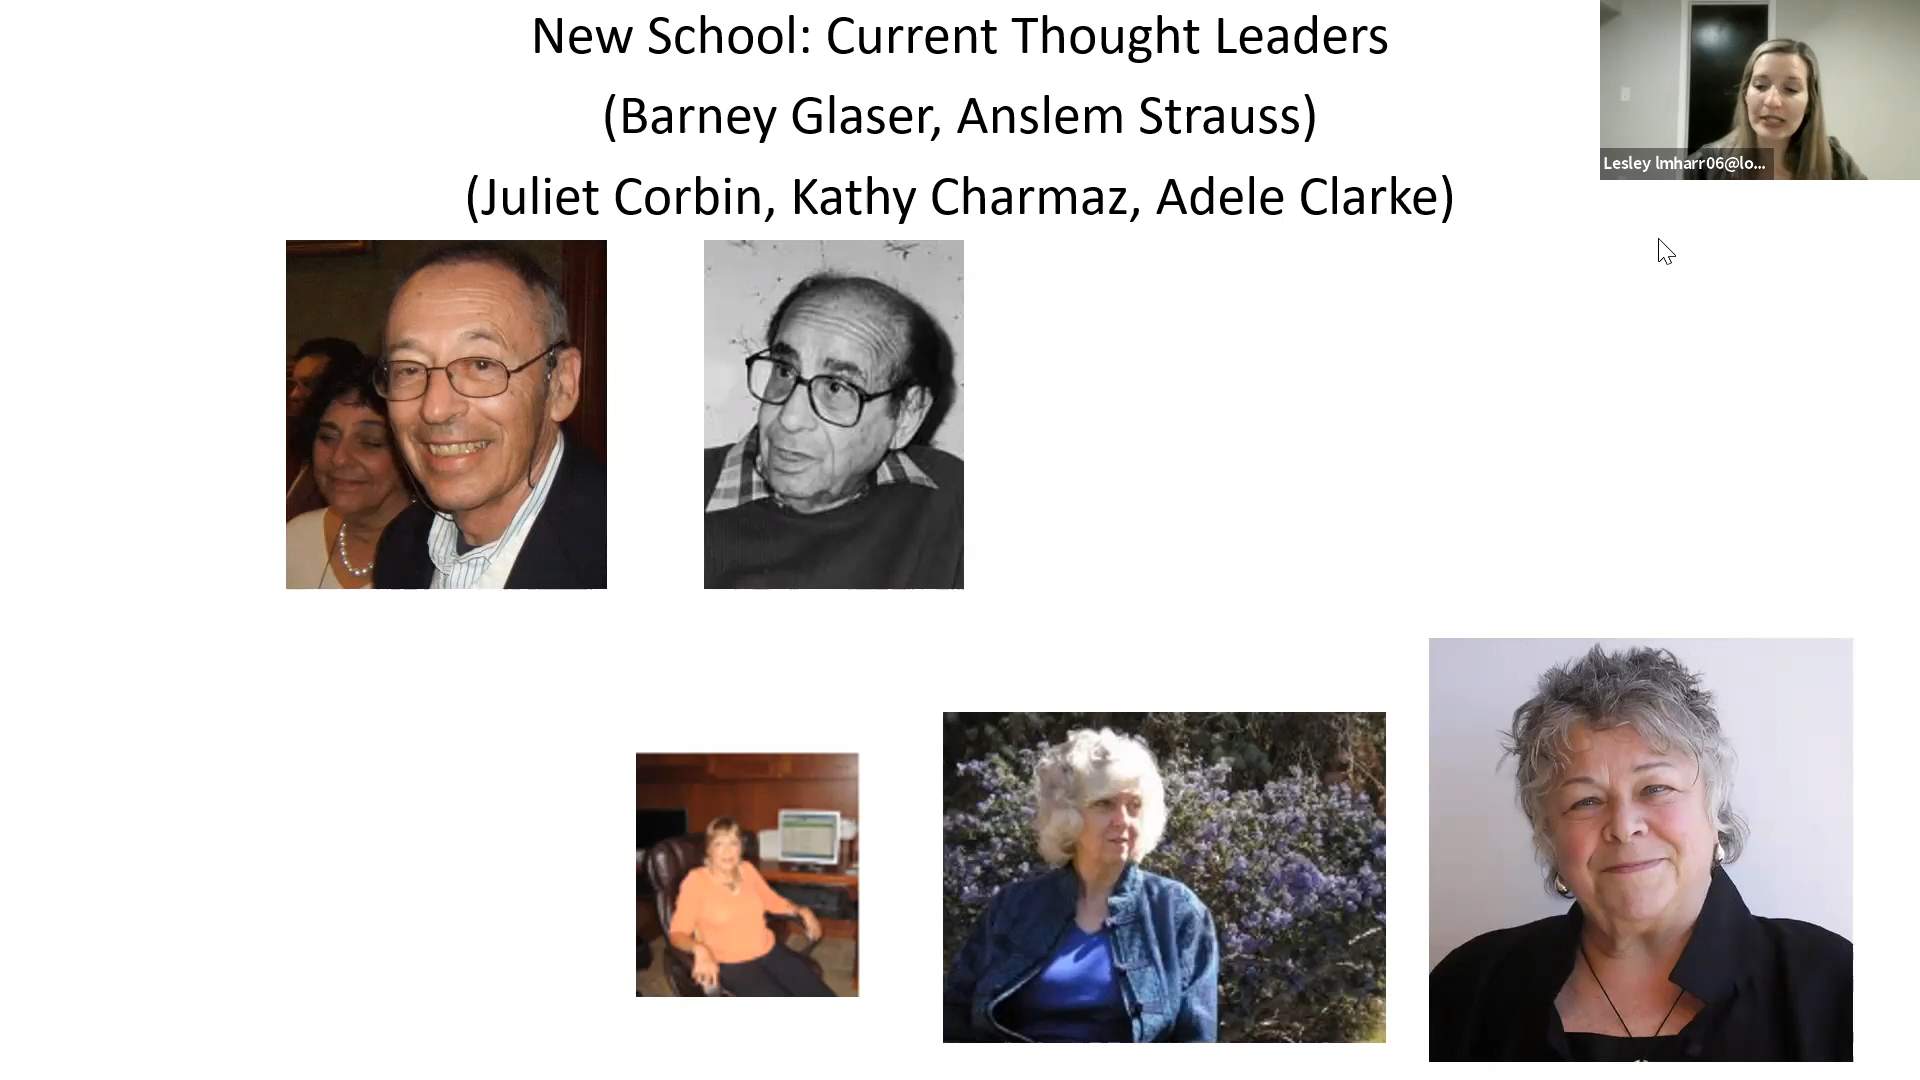 New School: Current Thought Leaders
(Barney Glaser, Anslem Strauss)
(Juliet Corbin, Kathy Charmaz, Adele Clarke)
Lesley lmharr06@lo...